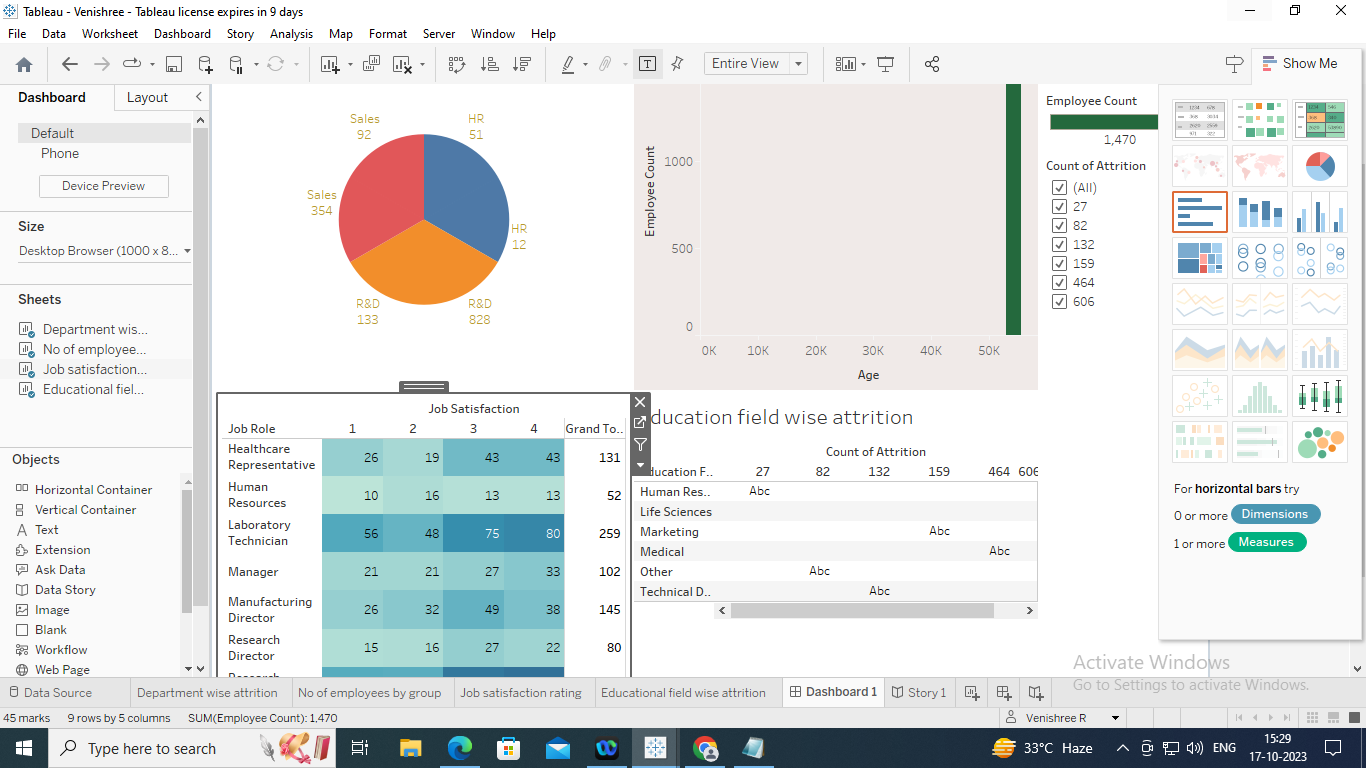 Tableau - Venishree - Tableau license expires in 9 days
File Data Worksheet Dashboard Story Analysis Map Format Server Window Help
Entire View
Show Me
Dashboard Layout
Default
Phone
Device Preview
Size
Desktop Browser (1000 x 8...
Sheets
Department wis...
No of employee...
Job satisfaction...
Educational fiel...
Objects
Horizontal Container
Vertical Container
Text
Extension
Ask Data
Data Story
Image
Blank
Workflow
Web Page
Sales
92
HR
51
Sales
354
HR
12
R&D
133
R&D
828
Employee Count
1000
500
0
0K 10K 20K 30K 40K 50K
Age
Employee Count
1,470
Count of Attrition
(All)
27
82
132
159
464
606
Job Satisfaction
Job Role 1 2 3 4 Grand To..
Healthcare Representative 26 19 43 43 131
Human Resources 10 16 13 13 52
Laboratory Technician 56 48 75 80 259
Manager 21 21 27 33 102
Manufacturing Director 26 32 49 38 145
Research Director 15 16 27 22 80
Research
ducation field wise attrition
Count of Attrition
ducation F.. 27 82 132 159 464 606
Human Res.. Abc
Life Sciences
Marketing Abc
Medical Abc
Other Abc
Technical D.. Abc
For horizontal bars try
0 or more Dimensions
1 or more Measures
Activate Windows
Go to Settings to activate Windows.
Data Source Department wise attrition No of employees by group Job satisfaction rating Educational field wise attrition Dashboard 1 Story 1
45 marks 9 rows by 5 columns SUM(Employee Count): 1,470 Venishree R
Type here to search
33°C Haze ENG 15:29
17-10-2023